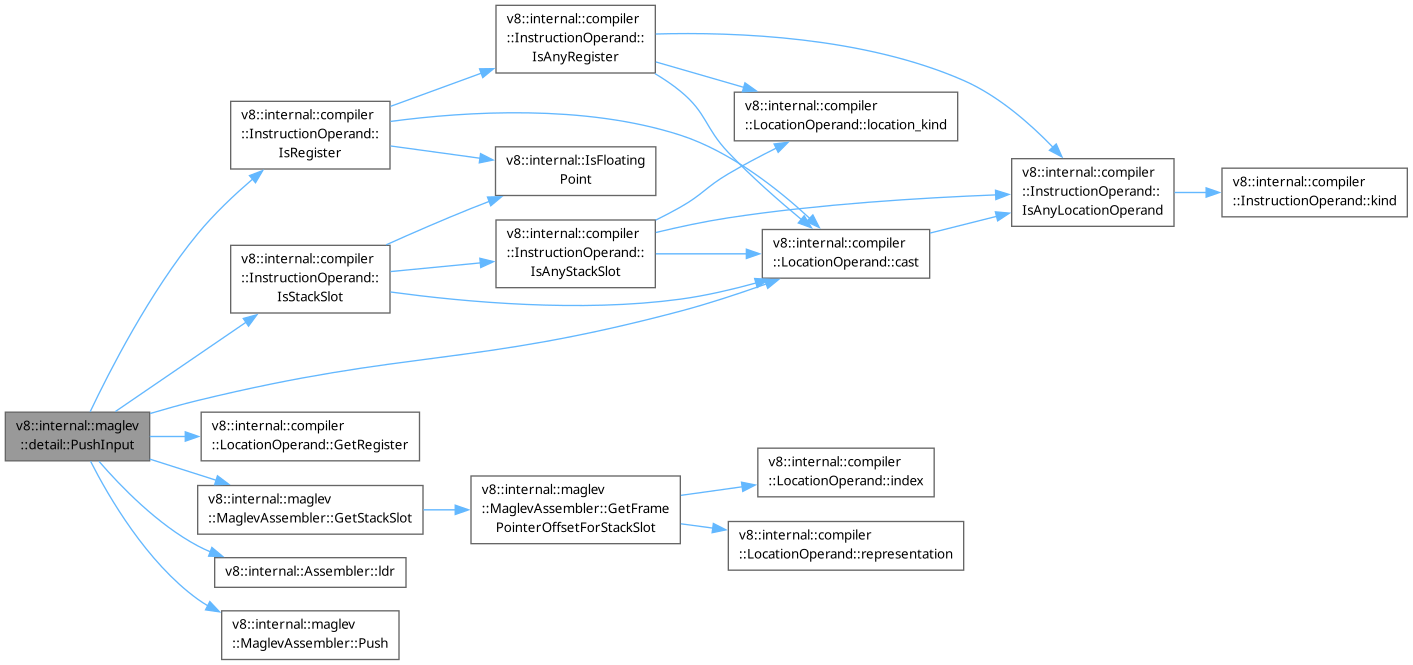 v8::internal::compiler
::InstructionOperand::
IsAnyRegister
v8::internal::compiler
::LocationOperand::location_kind
v8::internal::compiler
::InstructionOperand::
IsRegister
v8::internal::IsFloating
Point
v8::internal::compiler
::InstructionOperand::
IsAnyLocationOperand
v8::internal::compiler
::InstructionOperand::kind
v8::internal::compiler
::InstructionOperand::
IsStackSlot
v8::internal::compiler
::InstructionOperand::
IsAnyStackSlot
v8::internal::compiler
::LocationOperand::cast
v8::internal::maglev
::detail::PushInput
v8::internal::compiler
::LocationOperand::GetRegister
v8::internal::maglev
::MaglevAssembler::GetStackSlot
v8::internal::maglev
::MaglevAssembler::GetFrame
PointerOffsetForStackSlot
v8::internal::compiler
::LocationOperand::index
v8::internal::compiler
::LocationOperand::representation
v8::internal::Assembler::ldr
v8::internal::maglev
::MaglevAssembler::Push